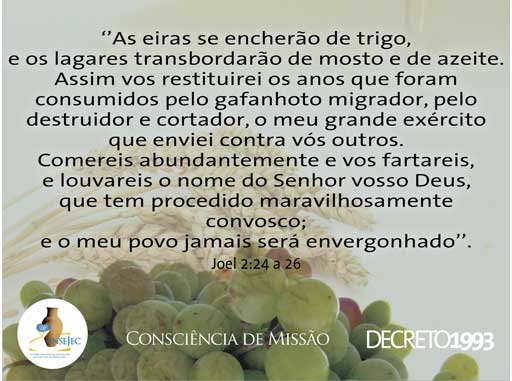 ‘’As eiras se encherão de trigo,
e os lagares transbordarão de mosto e de azeite.
Assim vos restituirei os anos que foram
consumidos pelo gafanhoto migrador, pelo
destruidor e cortador, o meu grande exército
que enviei contra vós outros.
Comereis abundantemente e vos fartareis,
e louvareis o nome do Senhor vosso Deus,
que tem procedido maravilhosamente
convosco;
e o meu povo jamais será envergonhado’’.
Joel 2:24 a 26
ONSEJEC
CONSCIÊNCIA DE MISSÃO
DECRETO1993